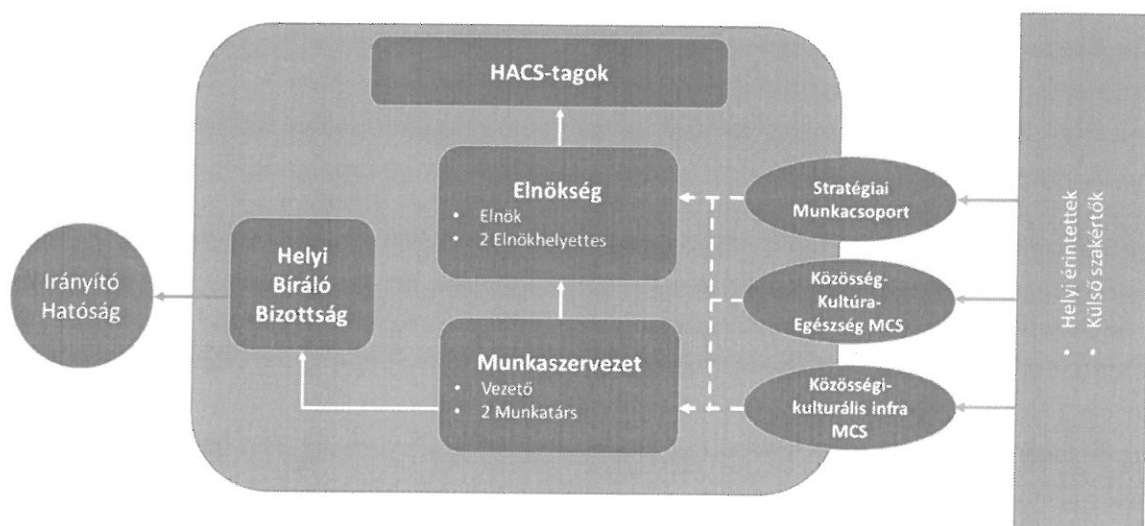 HACS-tagok
Elnökség
• Elnök
• 2 Elnökhelyettes
Stratégiai
Munkacsoport
Helyi
Bíráló
Bizottság
Irányító
Hatóság
Közösség-
Kultúra-
Egészség MCS
Munkaszervezet
• Vezető
• 2 Munkatárs
Közösségi-
kulturális infra
MCS
• Helyi érintettek
• Külső szakértők